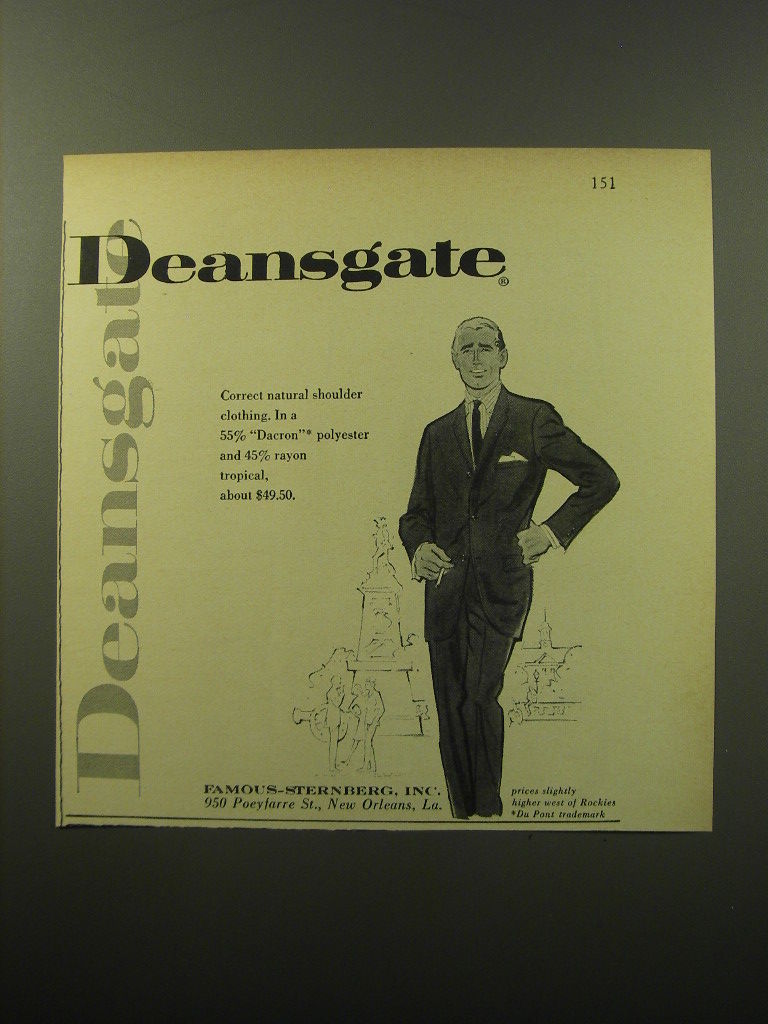 151
Deansgate®
Deansgate
Correct natural shoulder
clothing. In a
55% “Dacron”* polyester
and 45% rayon
tropical,
about $49.50.
FAMOUS-STERNBERG, INC.
950 Poeyfarre St., New Orleans, La.
prices slightly
higher west of Rockies
*Du Pont trademark